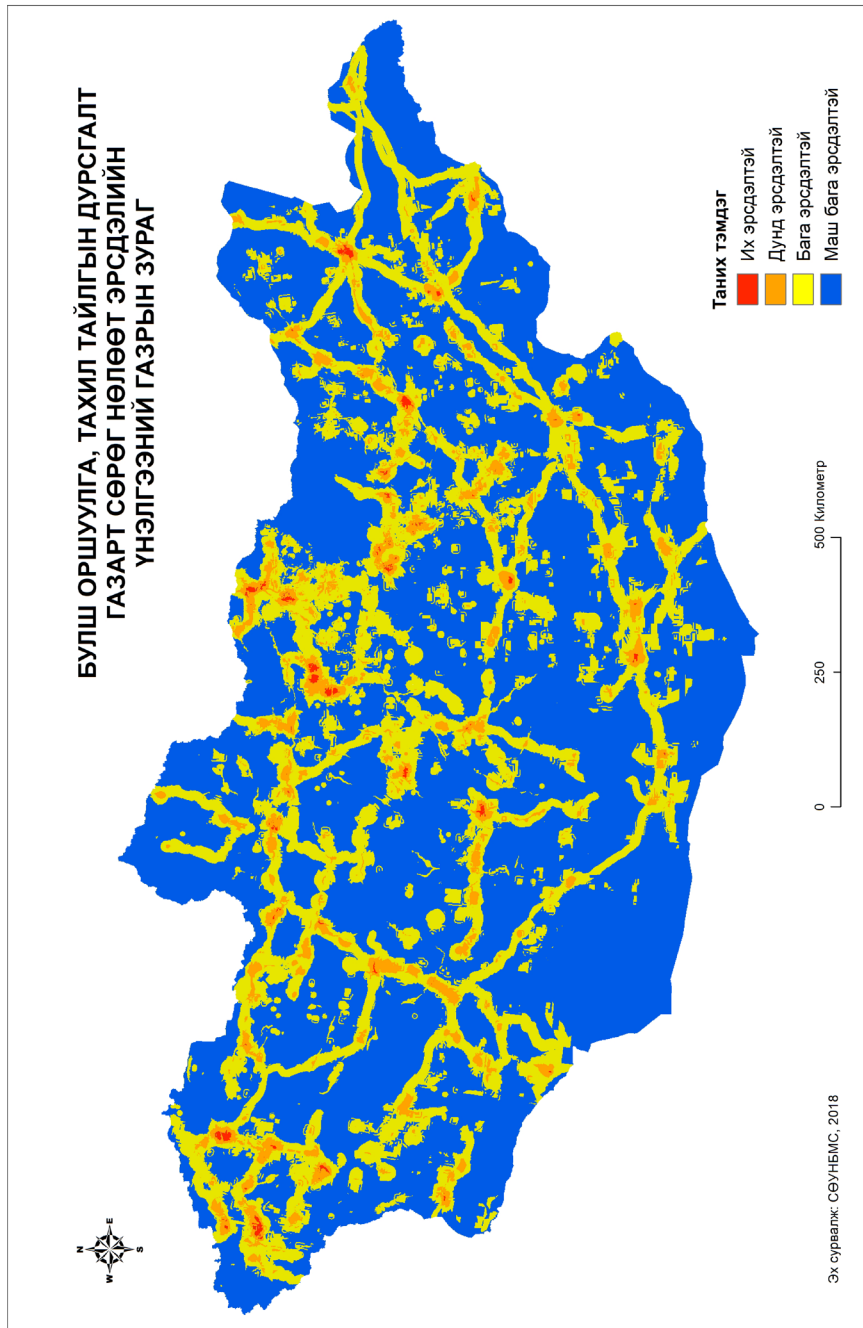 БУЛШ ОРШУУЛГА, ТАХИЛ ТАЙЛГЫН ДУРСГАЛТ
ГАЗАРТ СӨРӨГ НӨЛӨӨТ ЭРСДЭЛИЙН
ҮНЭЛГЭЭНИЙ ГАЗРЫН ЗУРАГ
N
W
E
S
Таних тэмдэг
Их эрсдэлтэй
Дунд эрсдэлтэй
Бага эрсдэлтэй
Маш бага эрсдэлтэй
0 250 500 Километр
Эх сурвалж: СӨҮНБМС, 2018